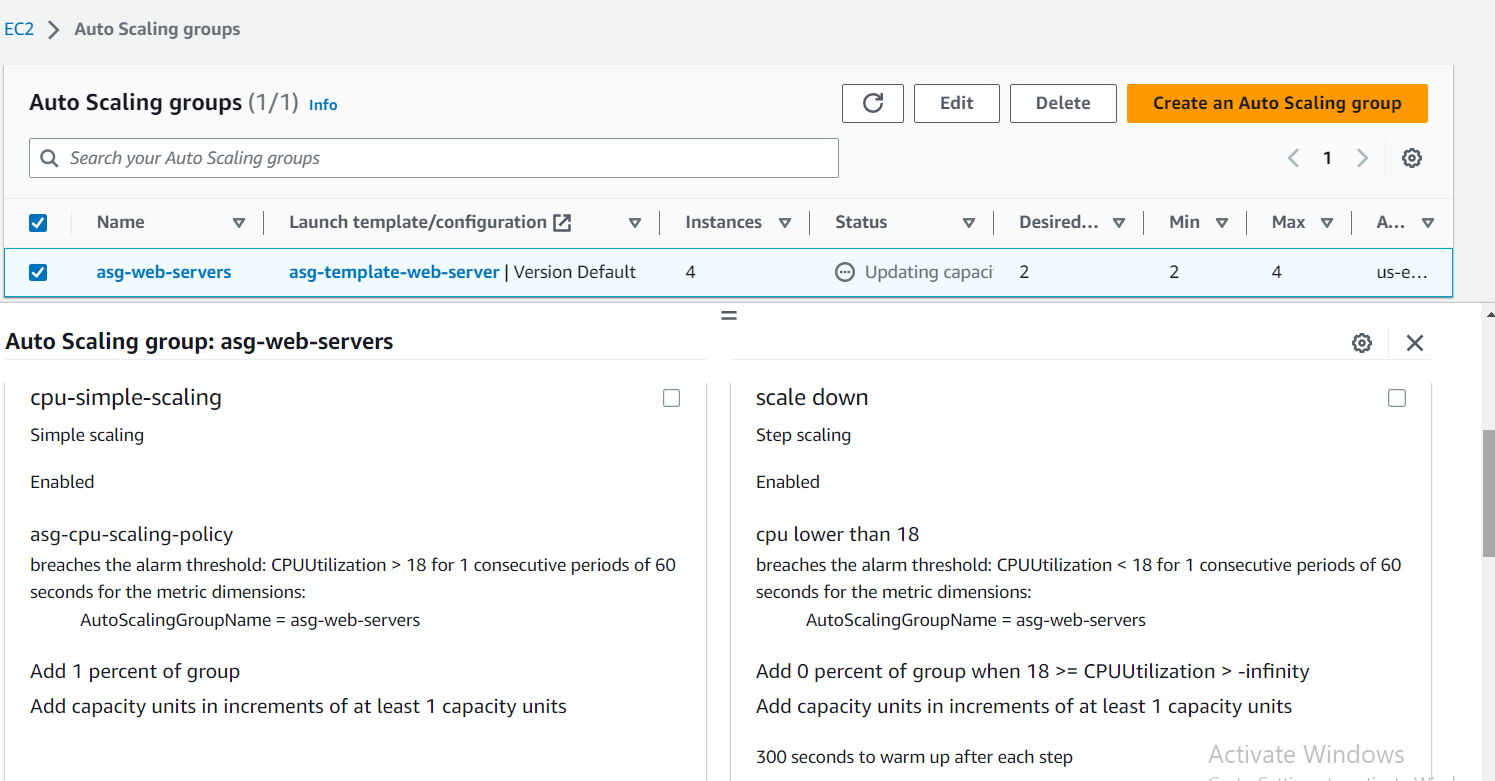 EC2 > Auto Scaling groups
Auto Scaling groups (1/1) Info
Edit
Delete
Create an Auto Scaling group
Search your Auto Scaling groups
1
Name Launch template/configuration Instances Status Desired... Min Max A...
asg-web-servers asg-template-web-server | Version Default 4 Updating capaci 2 2 4 us-e...
Auto Scaling group: asg-web-servers
cpu-simple-scaling
Simple scaling
Enabled
asg-cpu-scaling-policy
breaches the alarm threshold: CPUUtilization > 18 for 1 consecutive periods of 60
seconds for the metric dimensions:
AutoScalingGroupName = asg-web-servers
Add 1 percent of group
Add capacity units in increments of at least 1 capacity units
scale down
Step scaling
Enabled
cpu lower than 18
breaches the alarm threshold: CPUUtilization < 18 for 1 consecutive periods of 60
seconds for the metric dimensions:
AutoScalingGroupName = asg-web-servers
Add 0 percent of group when 18 >= CPUUtilization > -infinity
Add capacity units in increments of at least 1 capacity units
300 seconds to warm up after each step
Activate Windows